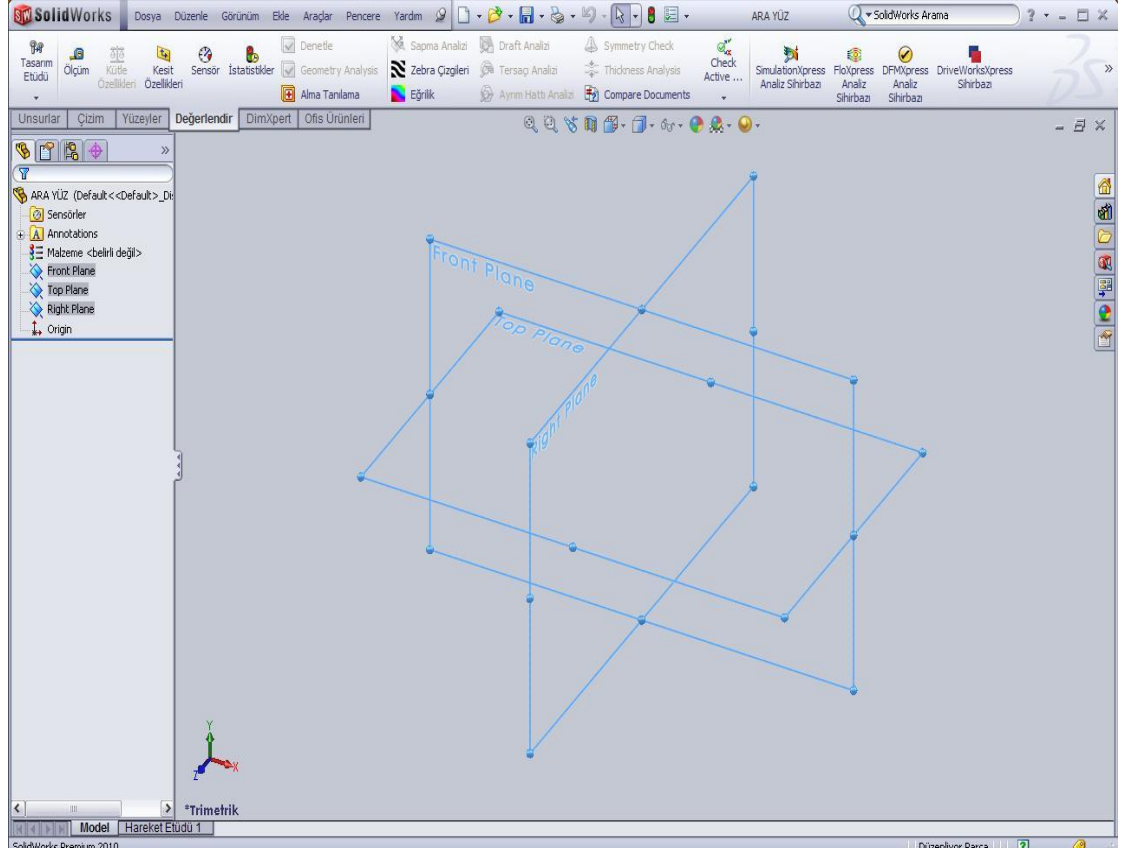 SolidWorks Dosya Düzenle Görünüm Ekle Araçlar Pencere Yardım ARA YÜZ SolidWorks Arama ?
Tasarım Etüdü Ölçüm Kütle Özellikleri Kesit Özellikleri Sensör İstatistikler
Denetle
Geometry Analysis
Alma Tanılama
Sapma Analizi
Zebra Çizgileri
Eğrilik
Draft Analizi
Tersaçı Analizi
Ayrım Hattı Analizi
Symmetry Check
Thickness Analysis
Compare Documents
Check Active ...
SimulationXpress Analiz Sihirbazı
FloXpress Analiz Sihirbazı
DFMXpress Analiz Sihirbazı
DriveWorksXpress Sihirbazı
»
Unsurlar Çizim Yüzeyler Değerlendir DimXpert Ofis Ürünleri
»
ARA YÜZ (Default<<Default>_Di
Sensörler
Annotations
Malzeme <belirli değil>
Front Plane
Top Plane
Right Plane
Origin
Front Plane
Top Plane
Right Plane
Y
X
Z
*Trimetrik
Model Hareket Etüdü 1
SolidWorks Premium 2010 Düzenliyor Parça